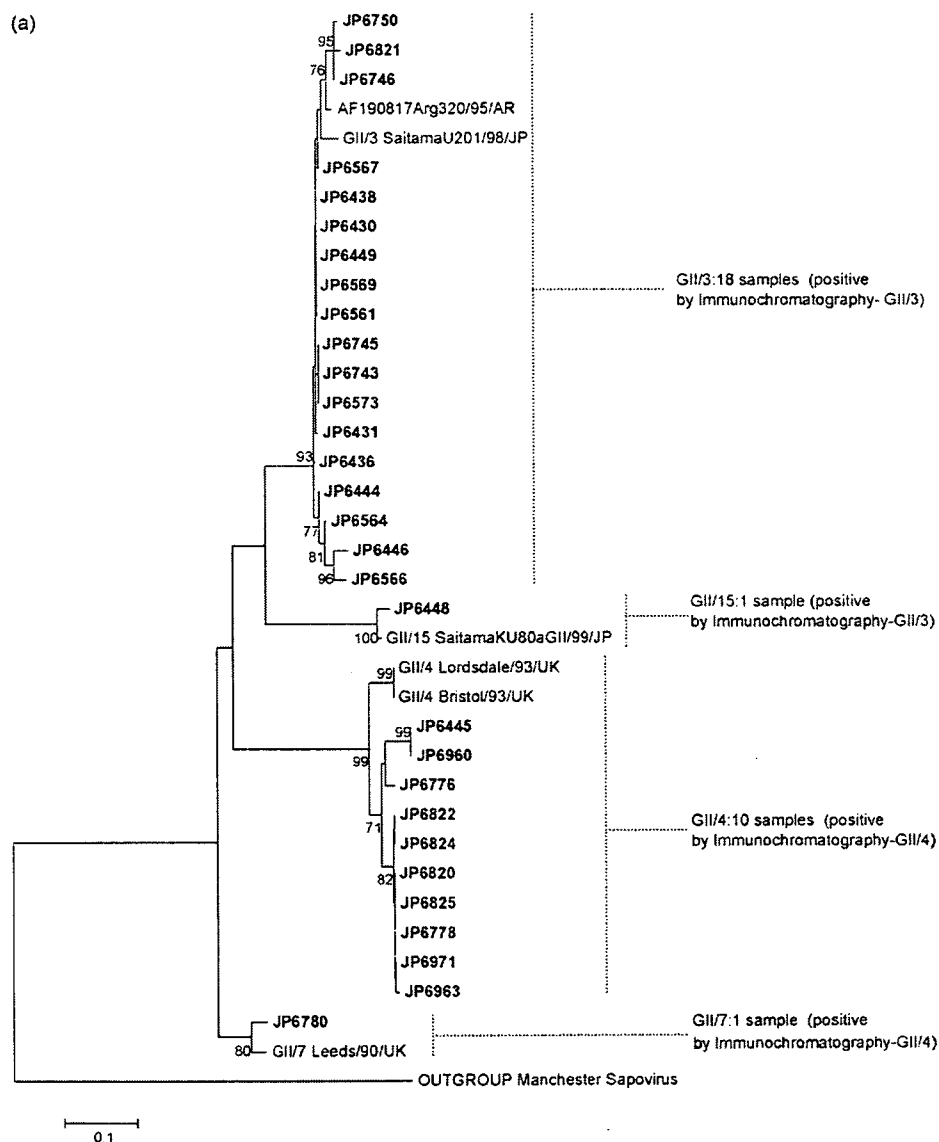 (a)
JP6750
95
JP6821
76
JP6746
AF190817Arg320/95/AR
GII/3 SaitamaU201/98/JP
JP6567
JP6438
JP6430
JP6449
JP6569
JP6561
JP6745
JP6743
JP6573
JP6431
93
JP6436
JP6444
JP6564
77
JP6446
81
JP6566
96
GII/3:18 samples (positive
by Immunochromatography- GII/3)
JP6448
100
GII/15 SaitamaKU80aGII/99/JP
GII/15:1 sample (positive
by Immunochromatography-GII/3)
GII/4 Lordsdale/93/UK
99
GII/4 Bristol/93/UK
JP6445
99
JP6960
99
JP6776
JP6822
71
JP6824
JP6820
82
JP6825
JP6778
JP6971
JP6963
GII/4:10 samples (positive
by Immunochromatography-GII/4)
JP6780
80
GII/7 Leeds/90/UK
GII/7:1 sample (positive
by Immunochromatography-GII/4)
OUTGROUP Manchester Sapovirus
0.1